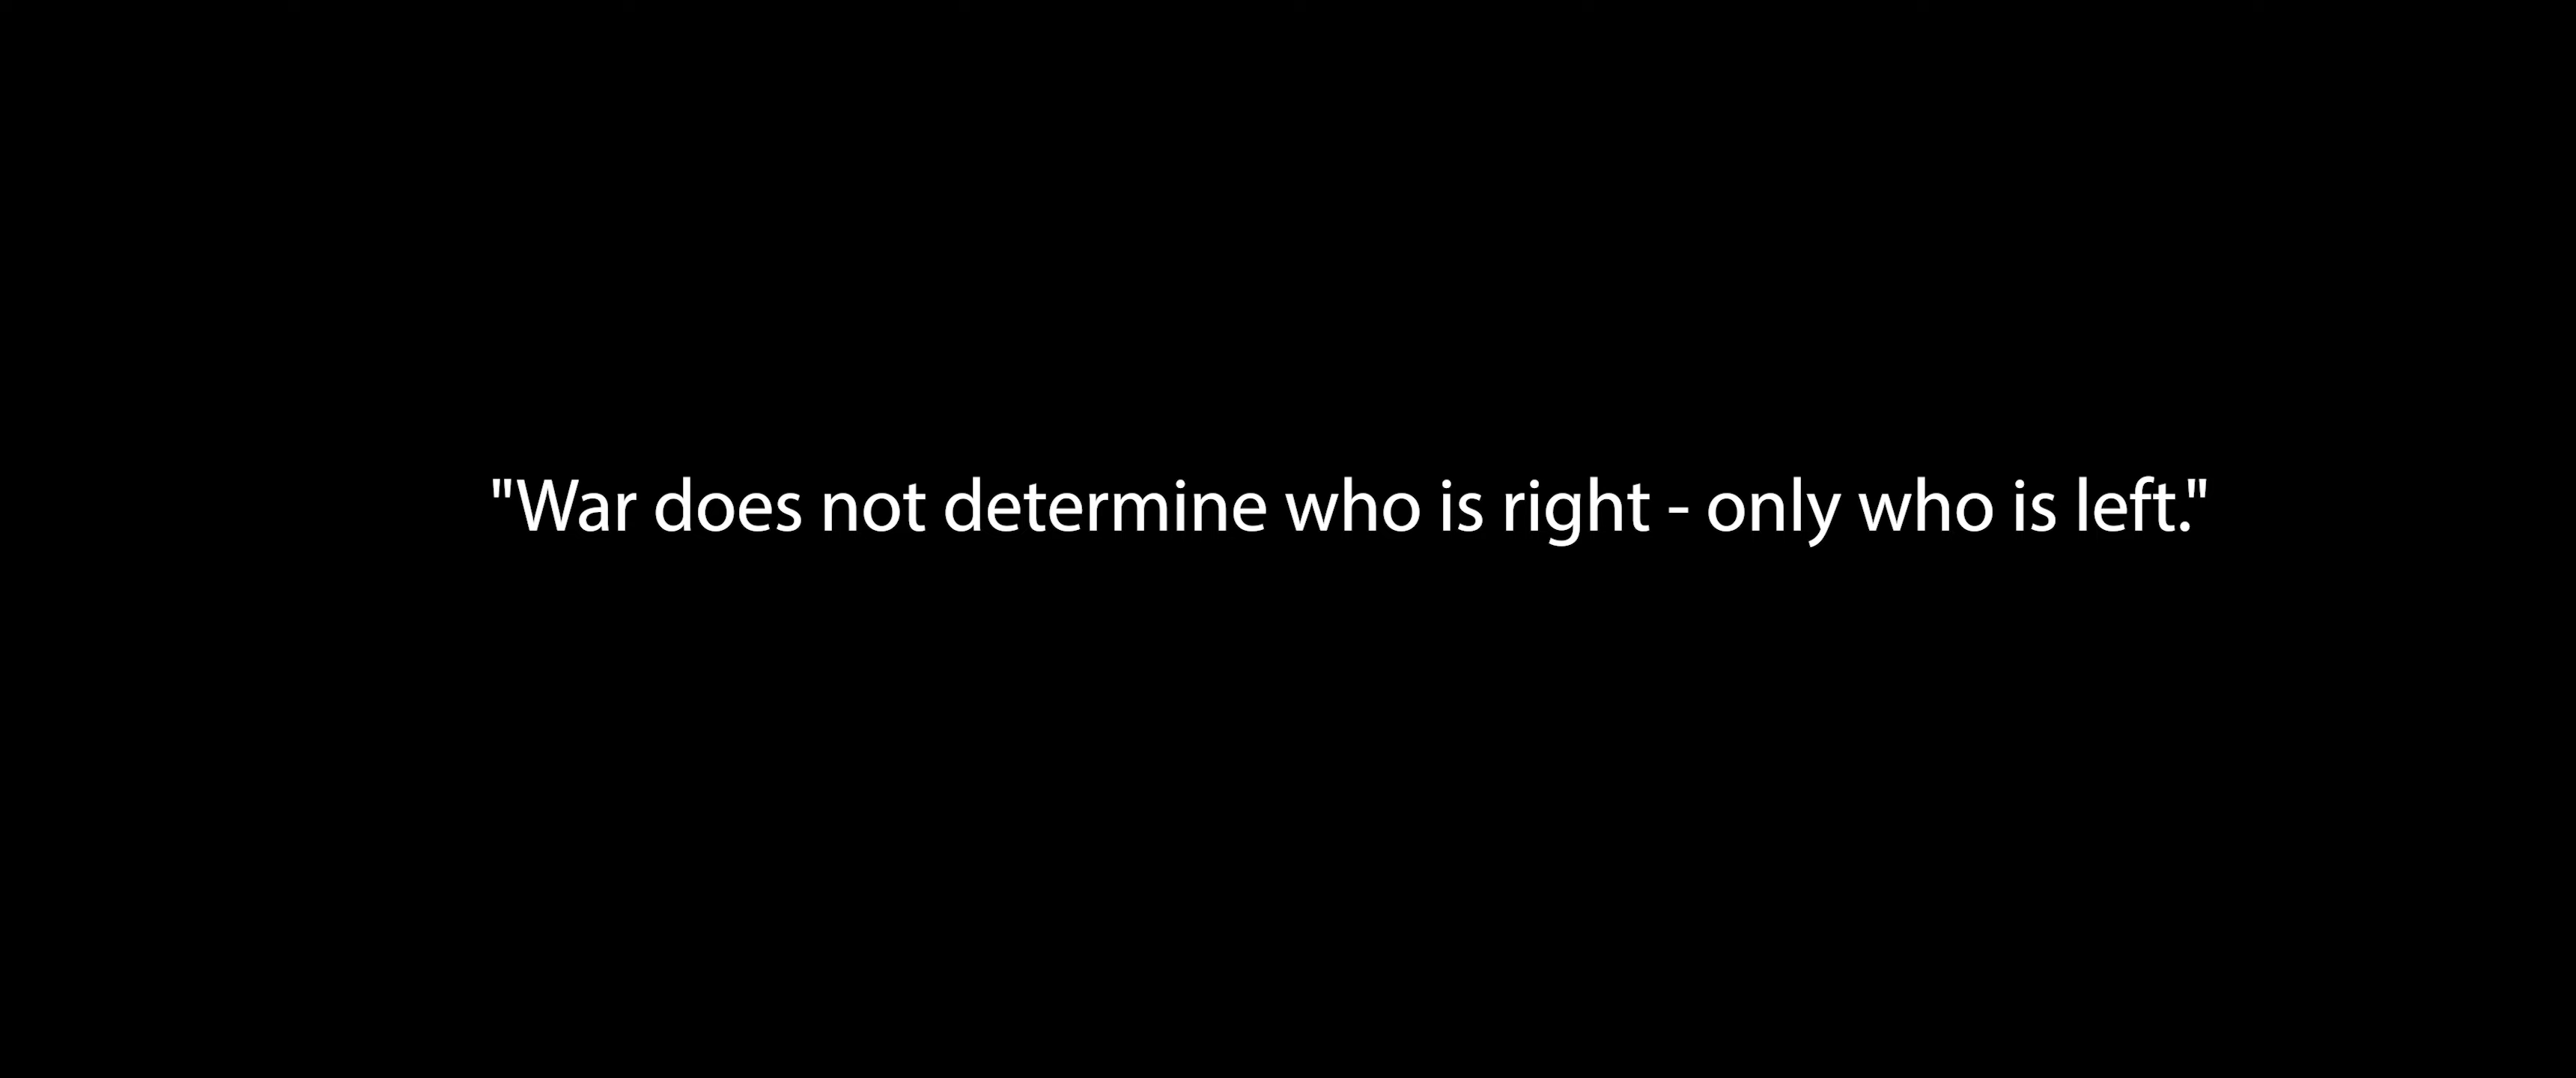 "War does not determine who is right - only who is left."